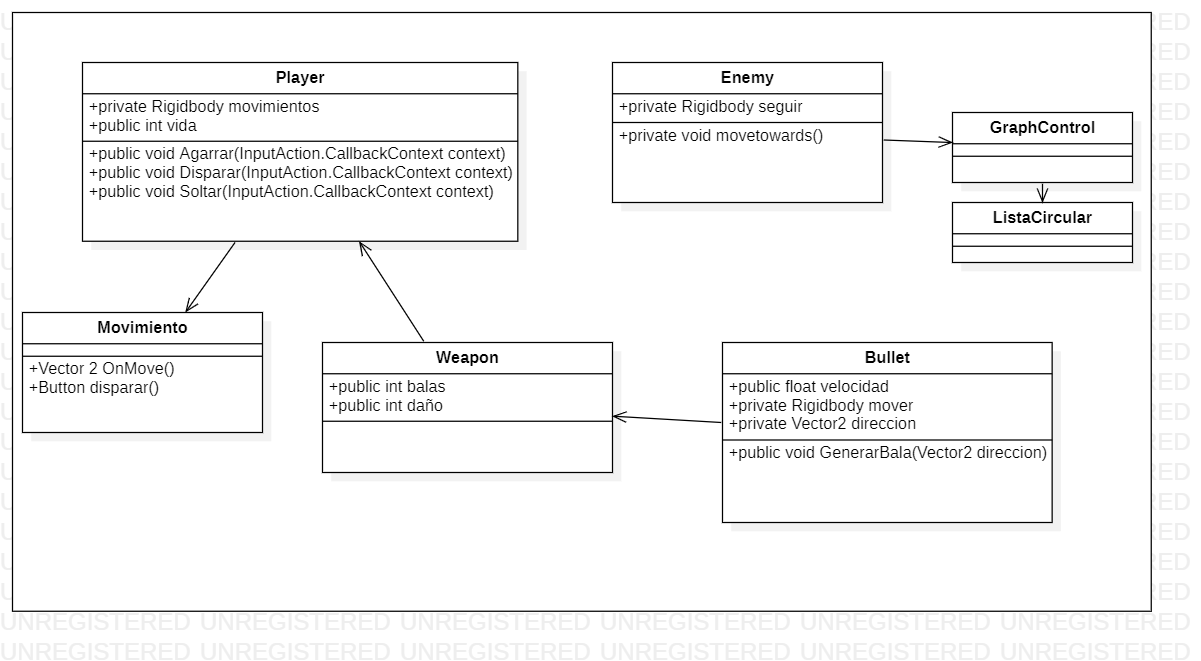 Player
+private Rigidbody movimientos
+public int vida
+public void Agarrar(InputAction.CallbackContext context)
+public void Disparar(InputAction.CallbackContext context)
+public void Soltar(InputAction.CallbackContext context)
Enemy
+private Rigidbody seguir
+private void movetowards()
GraphControl
ListaCircular
Movimiento
+Vector 2 OnMove()
+Button disparar()
Weapon
+public int balas
+public int daño
Bullet
+public float velocidad
+private Rigidbody mover
+private Vector2 direccion
+public void GenerarBala(Vector2 direccion)
UNREGISTERED UNREGISTERED UNREGISTERED UNREGISTERED UNREGISTERED UNREGISTERED
UNREGISTERED UNREGISTERED UNREGISTERED UNREGISTERED UNREGISTERED UNREGISTERED